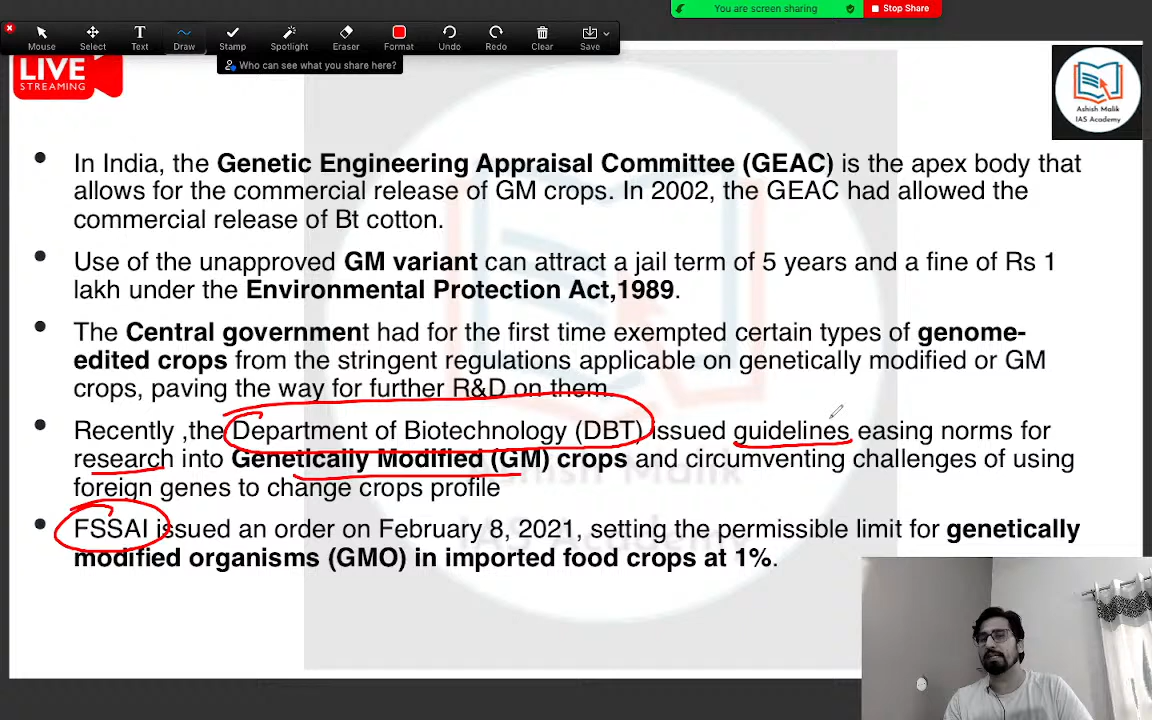 You are screen sharing
Stop Share
Mouse
Select
Text
Draw
Stamp
Spotlight
Eraser
Format
Undo
Redo
Clear
Save
Who can see what you share here?
LIVE
STREAMING
Ashish Malik
IAS Academy
• In India, the Genetic Engineering Appraisal Committee (GEAC) is the apex body that
allows for the commercial release of GM crops. In 2002, the GEAC had allowed the
commercial release of Bt cotton.
• Use of the unapproved GM variant can attract a jail term of 5 years and a fine of Rs 1
lakh under the Environmental Protection Act,1989.
• The Central government had for the first time exempted certain types of genome-
edited crops from the stringent regulations applicable on genetically modified or GM
crops, paving the way for further R&D on them.
• Recently ,the Department of Biotechnology (DBT) issued guidelines easing norms for
research into Genetically Modified (GM) crops and circumventing challenges of using
foreign genes to change crops profile
• FSSAI issued an order on February 8, 2021, setting the permissible limit for genetically
modified organisms (GMO) in imported food crops at 1%.
Ashish Malik
IAS Academy